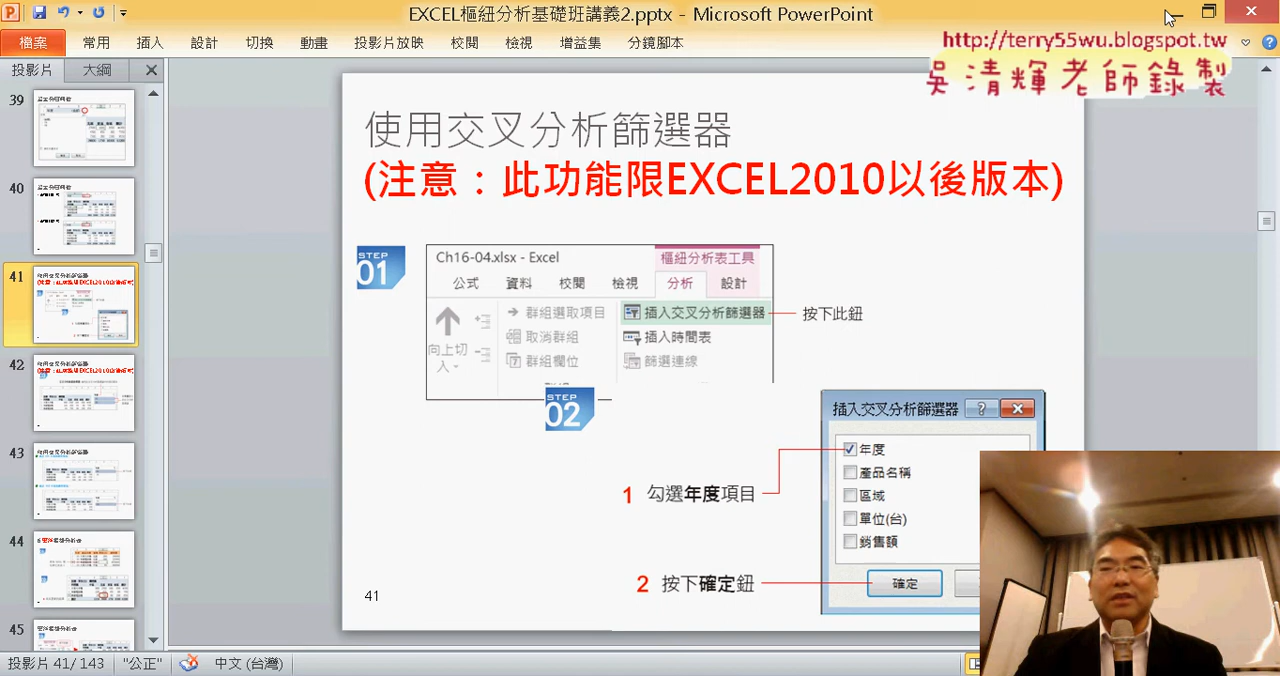 EXCEL樞紐分析基礎班講義2.pptx - Microsoft PowerPoint
檔案 常用 插入 設計 切換 動畫 投影片放映 校閱 檢視 增益集 分鏡腳本
http://terry55wu.blogspot.tw
吳清輝老師錄製
投影片 大綱
39
40
41
42
43
44
45
使用交叉分析篩選器
(注意：此功能限EXCEL2010以後版本)
STEP 01
Ch16-04.xlsx - Excel 樞紐分析表工具
公式 資料 校閱 檢視 分析 設計
向上切入
群組選取項目
取消群組
群組欄位
插入交叉分析篩選器
插入時間表
篩選連線
按下此鈕
STEP 02
插入交叉分析篩選器
年度
產品名稱
區域
單位(台)
銷售額
1 勾選年度項目
2 按下確定鈕
確定
41
投影片 41/ 143 "公正" 中文 (台灣)